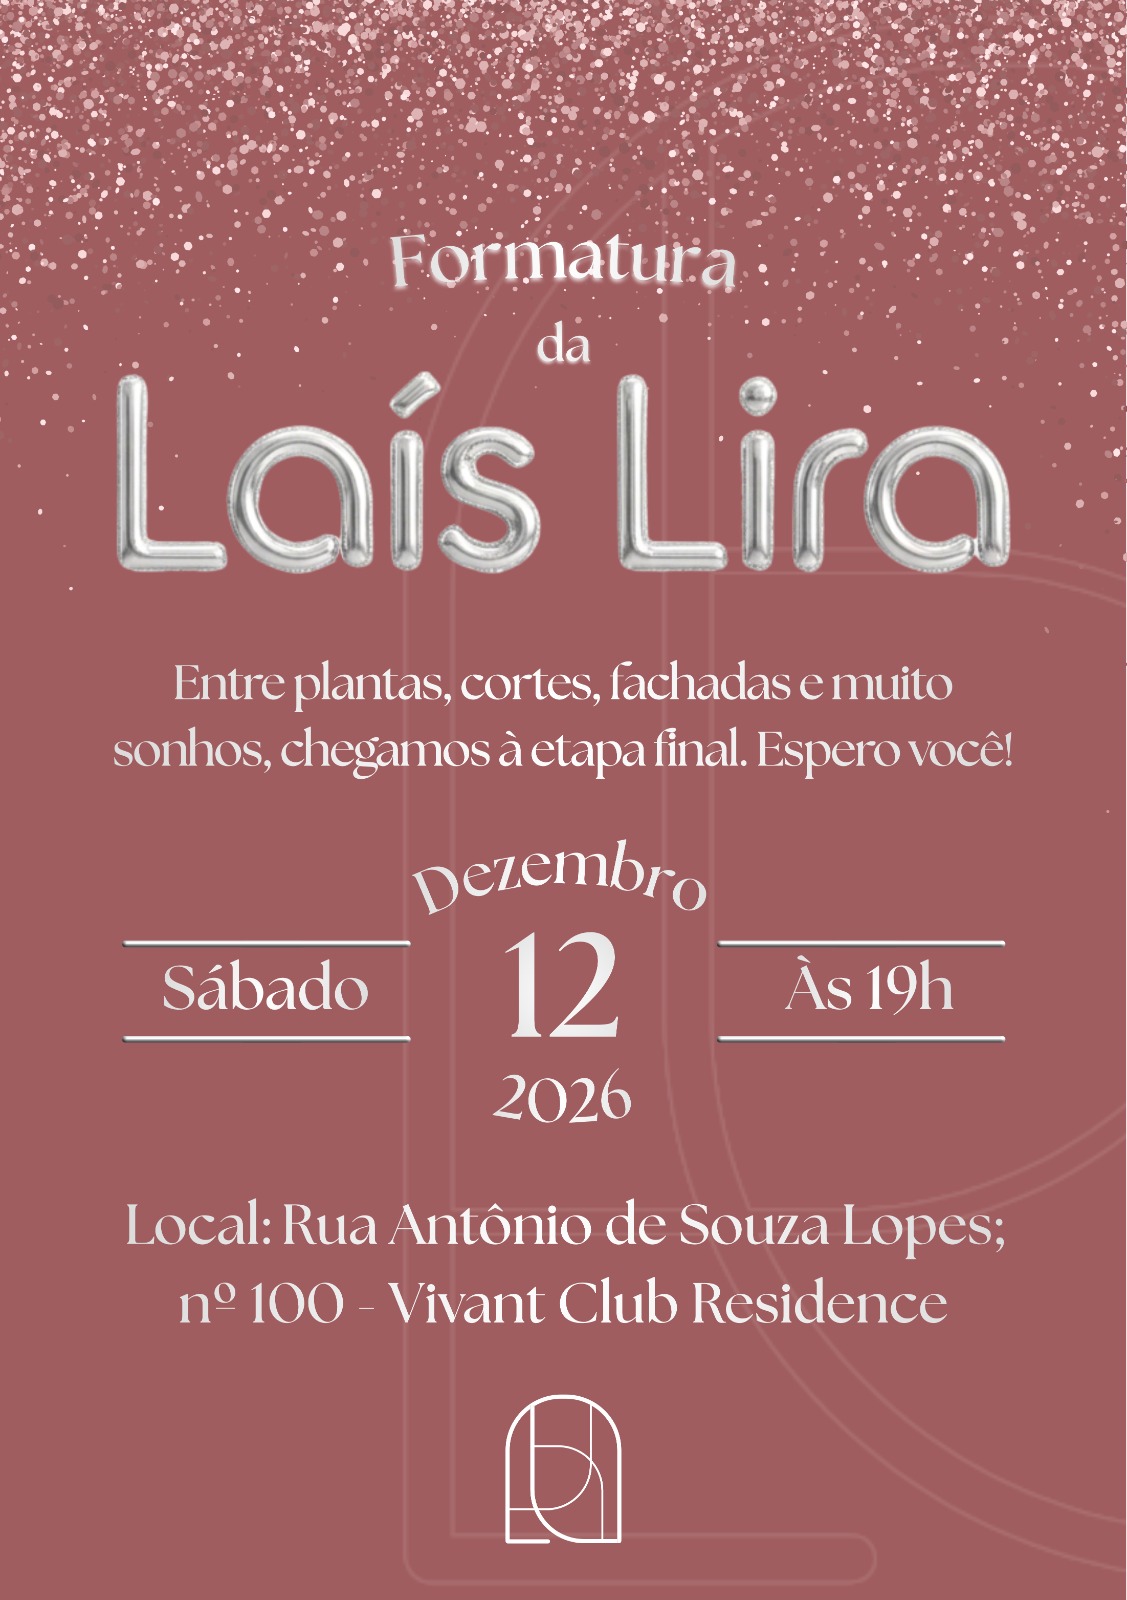 Formatura
da
Laís Lira
Entre plantas, cortes, fachadas e muito
sonhos, chegamos à etapa final. Espero você!
Dezembro
Sábado 12 Às 19h
2026
Local: Rua Antônio de Souza Lopes;
nº 100 - Vivant Club Residence